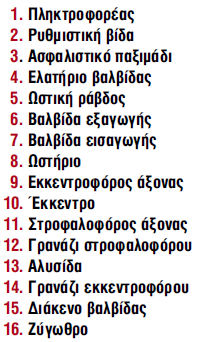 1. Πληκτροφορέας
2. Ρυθμιστική βίδα
3. Ασφαλιστικό παξιμάδι
4. Ελατήριο βαλβίδας
5. Ωστική ράβδος
6. Βαλβίδα εξαγωγής
7. Βαλβίδα εισαγωγής
8. Ωστήριο
9. Εκκεντροφόρος άξονας
10. Έκκεντρο
11. Στροφαλοφόρος άξονας
12. Γρανάζι στροφαλοφόρου
13. Αλυσίδα
14. Γρανάζι εκκεντροφόρου
15. Διάκενο βαλβίδας
16. Ζύγωθρο